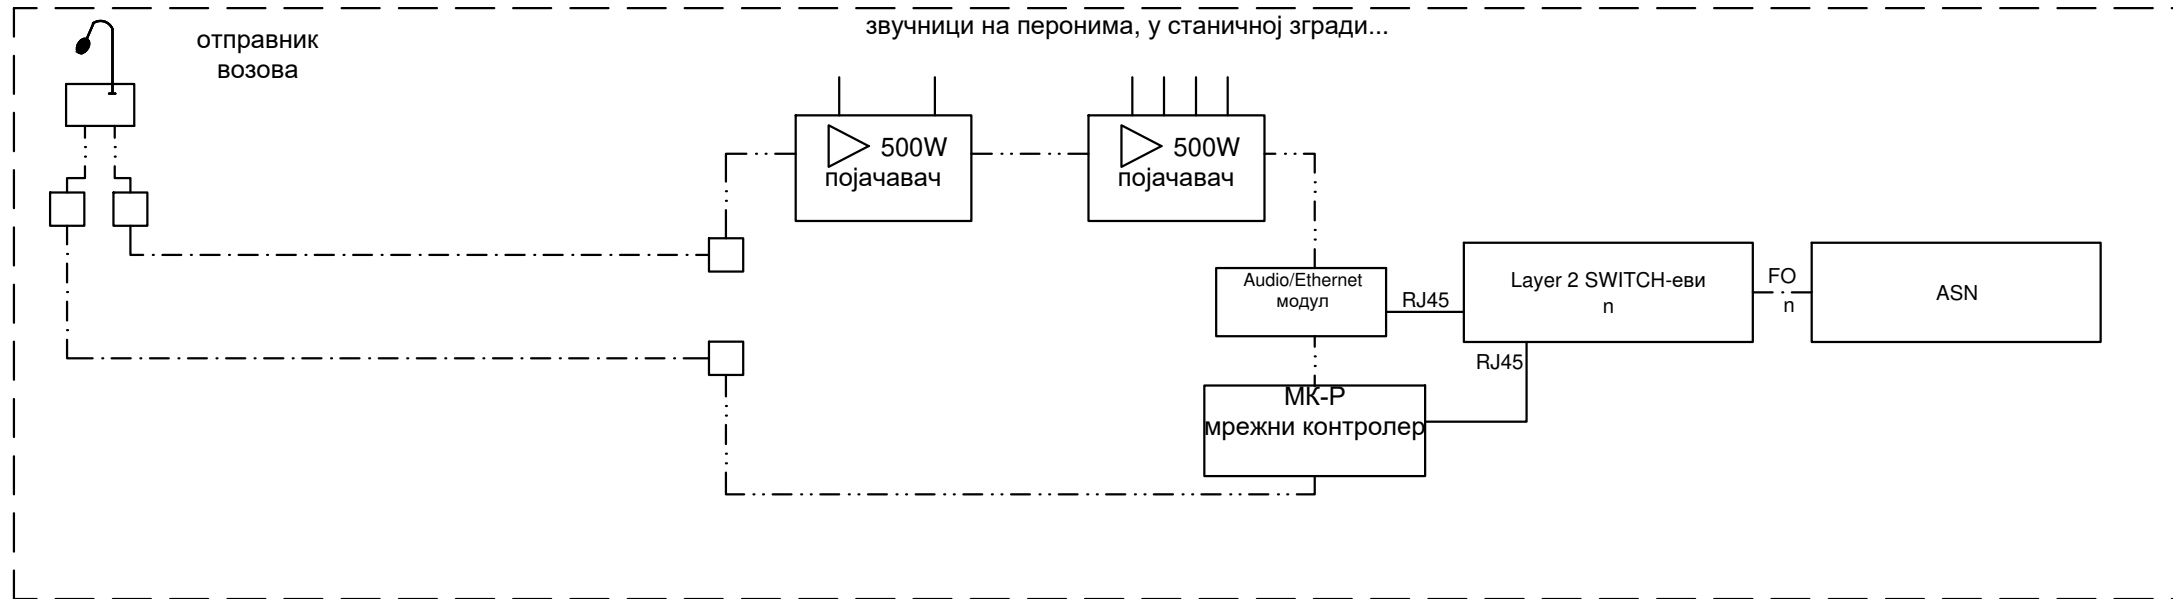 звучници на перонима, у станичној згради...
отправник
возова
500W
појачавач
500W
појачавач
Audio/Ethernet
модул
RJ45
Layer 2 SWITCH-еви
n
FO
n
ASN
RJ45
МК-Р
мрежни контролер